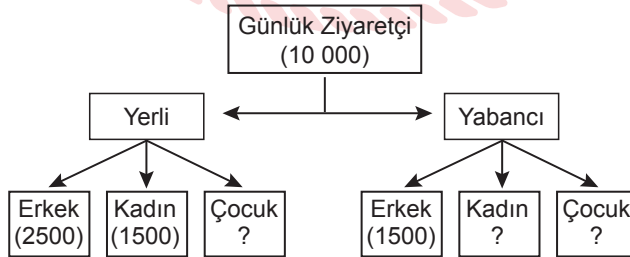 Günlük Ziyaretçi
(10 000)
Yerli
Yabancı
Erkek
(2500)
Kadın
(1500)
Çocuk
?
Erkek
(1500)
Kadın
?
Çocuk
?